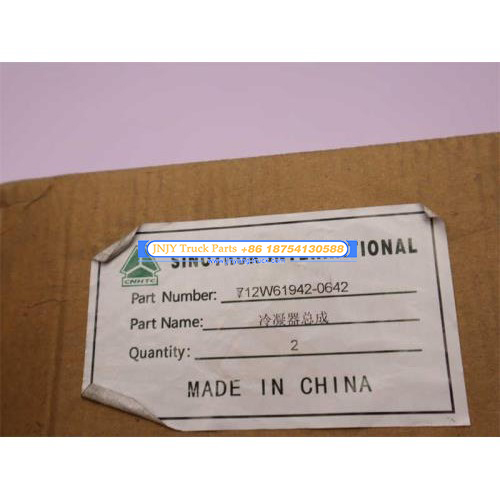 JNJY Truck Parts +86 18754130588
CNHTC
Part Number: 712W61942-0642
Part Name: 冷凝器总成
Quantity: 2
MADE IN CHINA